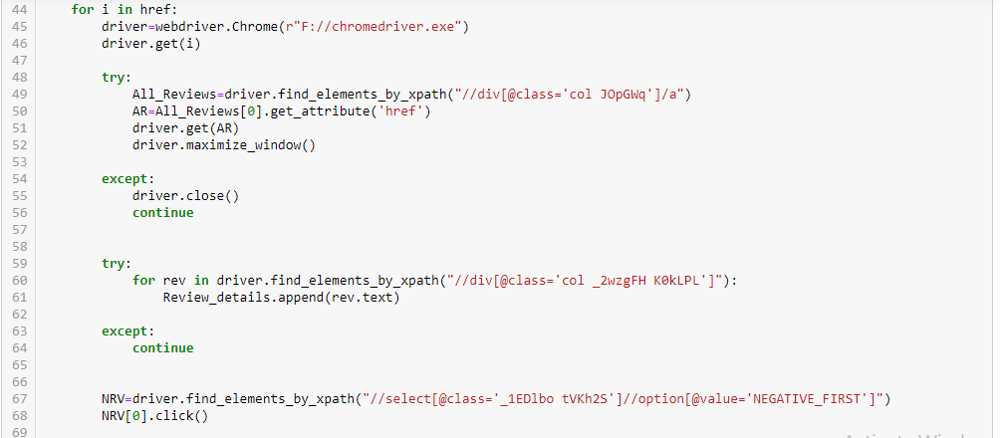 44 for i in href:
45 driver=webdriver.Chrome(r"F://chromedriver.exe")
46 driver.get(i)
47
48 try:
49 All_Reviews=driver.find_elements_by_xpath("//div[@class='col JOpGWq']/a")
50 AR=All_Reviews[0].get_attribute('href')
51 driver.get(AR)
52 driver.maximize_window()
53
54 except:
55 driver.close()
56 continue
57
58
59 try:
60 for rev in driver.find_elements_by_xpath("//div[@class='col _2wzgFH K0kLPL']"):
61 Review_details.append(rev.text)
62
63 except:
64 continue
65
66
67 NRV=driver.find_elements_by_xpath("//select[@class='_1EDlbo tVKh2S']//option[@value='NEGATIVE_FIRST']")
68 NRV[0].click()
69